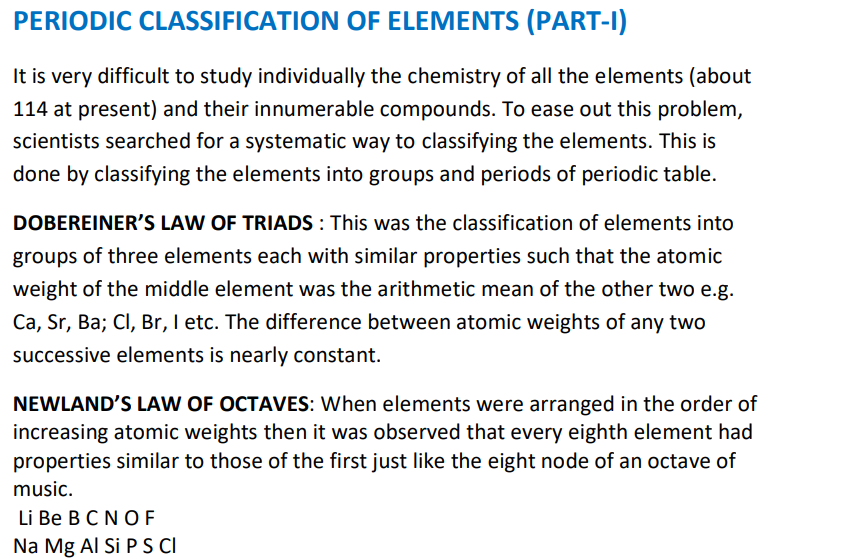 PERIODIC CLASSIFICATION OF ELEMENTS (PART-I)
It is very difficult to study individually the chemistry of all the elements (about
114 at present) and their innumerable compounds. To ease out this problem,
scientists searched for a systematic way to classifying the elements. This is
done by classifying the elements into groups and periods of periodic table.
DOBEREINER’S LAW OF TRIADS : This was the classification of elements into
groups of three elements each with similar properties such that the atomic
weight of the middle element was the arithmetic mean of the other two e.g.
Ca, Sr, Ba; Cl, Br, I etc. The difference between atomic weights of any two
successive elements is nearly constant.
NEWLAND’S LAW OF OCTAVES: When elements were arranged in the order of
increasing atomic weights then it was observed that every eighth element had
properties similar to those of the first just like the eight node of an octave of
music.
Li Be B C N O F
Na Mg Al Si P S Cl